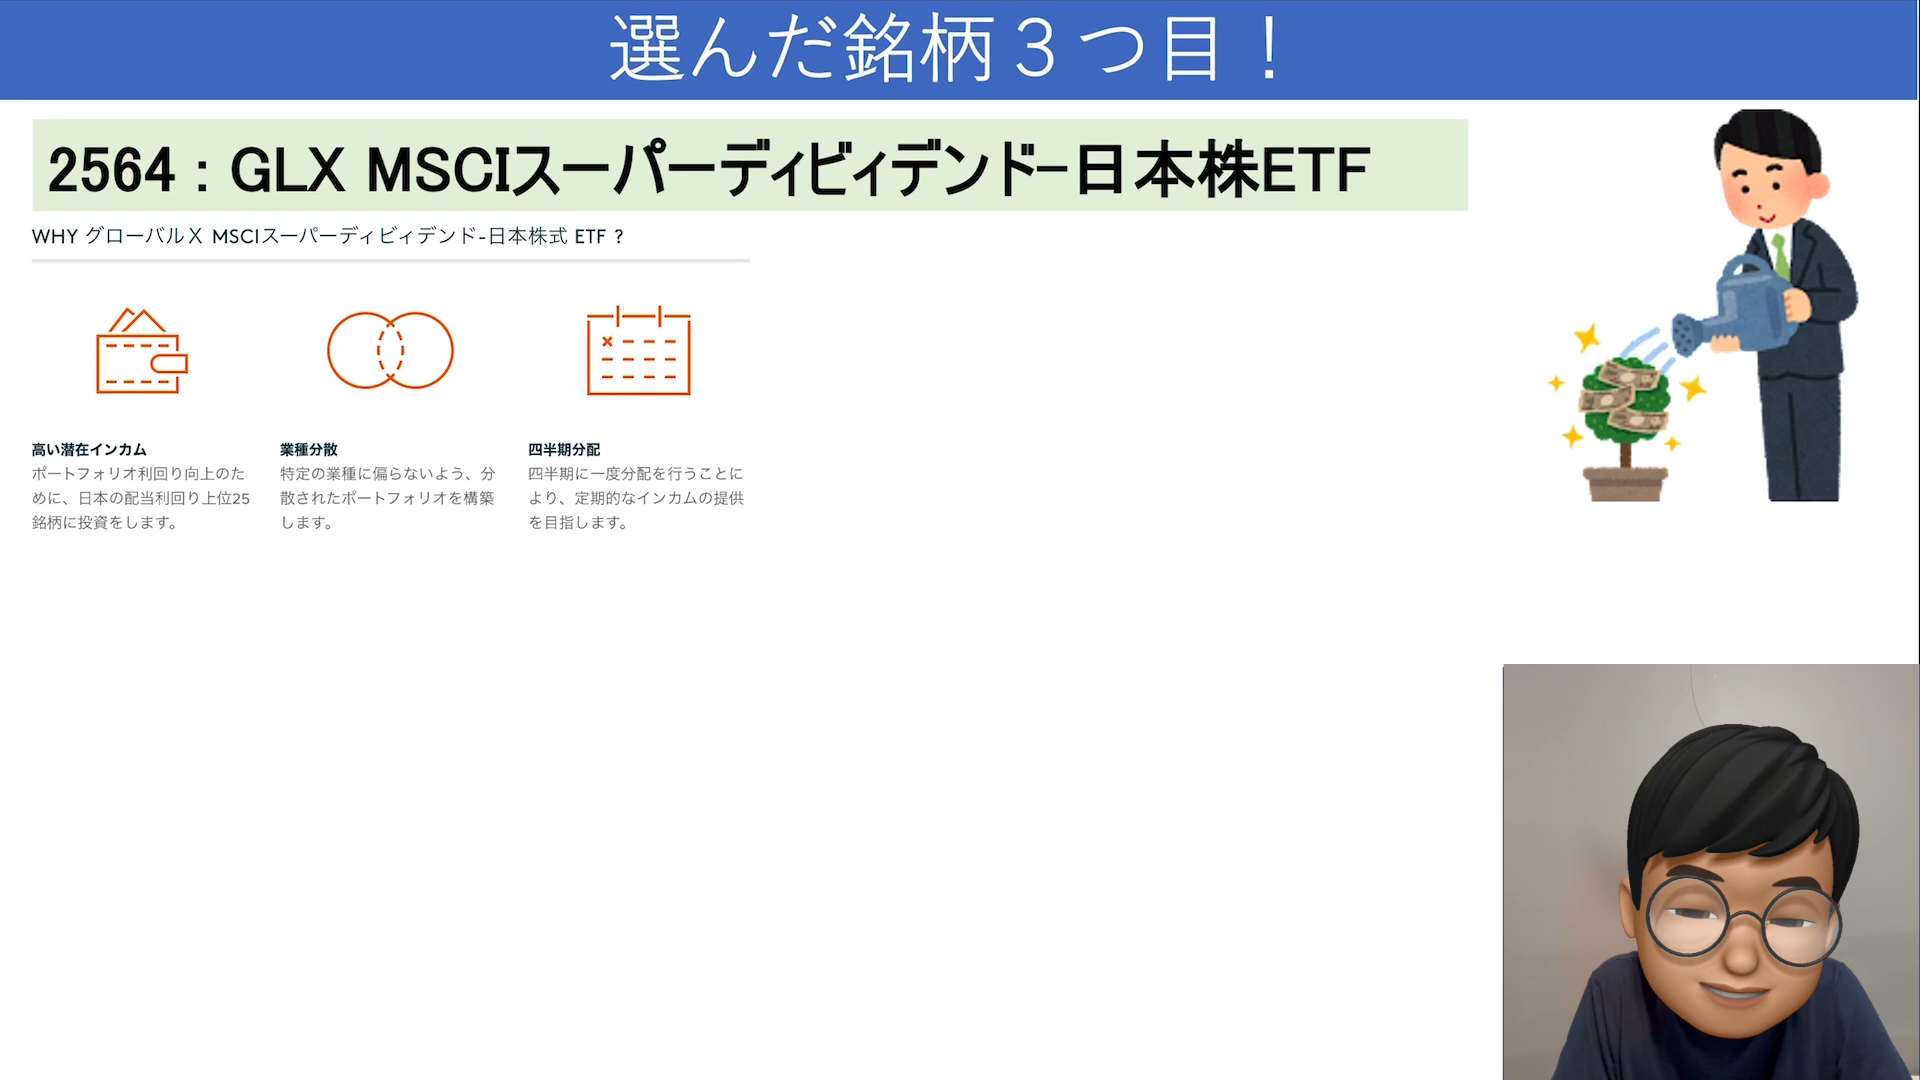 選んだ銘柄３つ目！
2564：GLX MSCIスーパーディビィデンド-日本株ETF
WHY グローバルＸ MSCIスーパーディビィデンド-日本株式 ETF ?
高い潜在インカム
ポートフォリオ利回り向上のた
めに、日本の配当利回り上位25
銘柄に投資をします。
業種分散
特定の業種に偏らないよう、分
散されたポートフォリオを構築
します。
四半期分配
四半期に一度分配を行うことに
より、定期的なインカムの提供
を目指します。